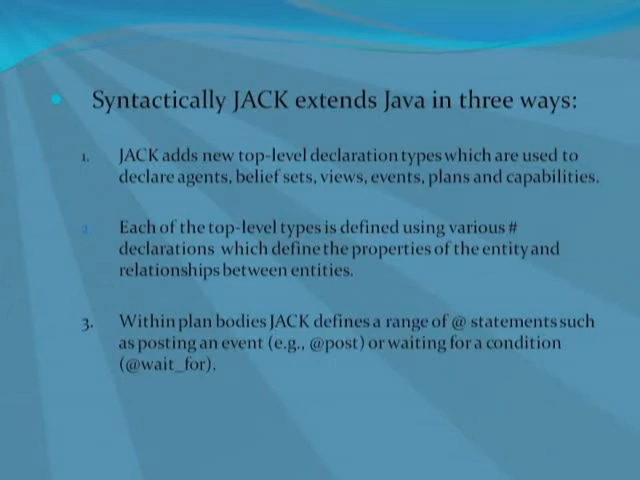 Syntactically JACK extends Java in three ways:
1. JACK adds new top-level declaration types which are used to
declare agents, belief sets, views, events, plans and capabilities.
2. Each of the top-level types is defined using various #
declarations which define the properties of the entity and
relationships between entities.
3. Within plan bodies JACK defines a range of @ statements such
as posting an event (e.g., @post) or waiting for a condition
(@wait_for).